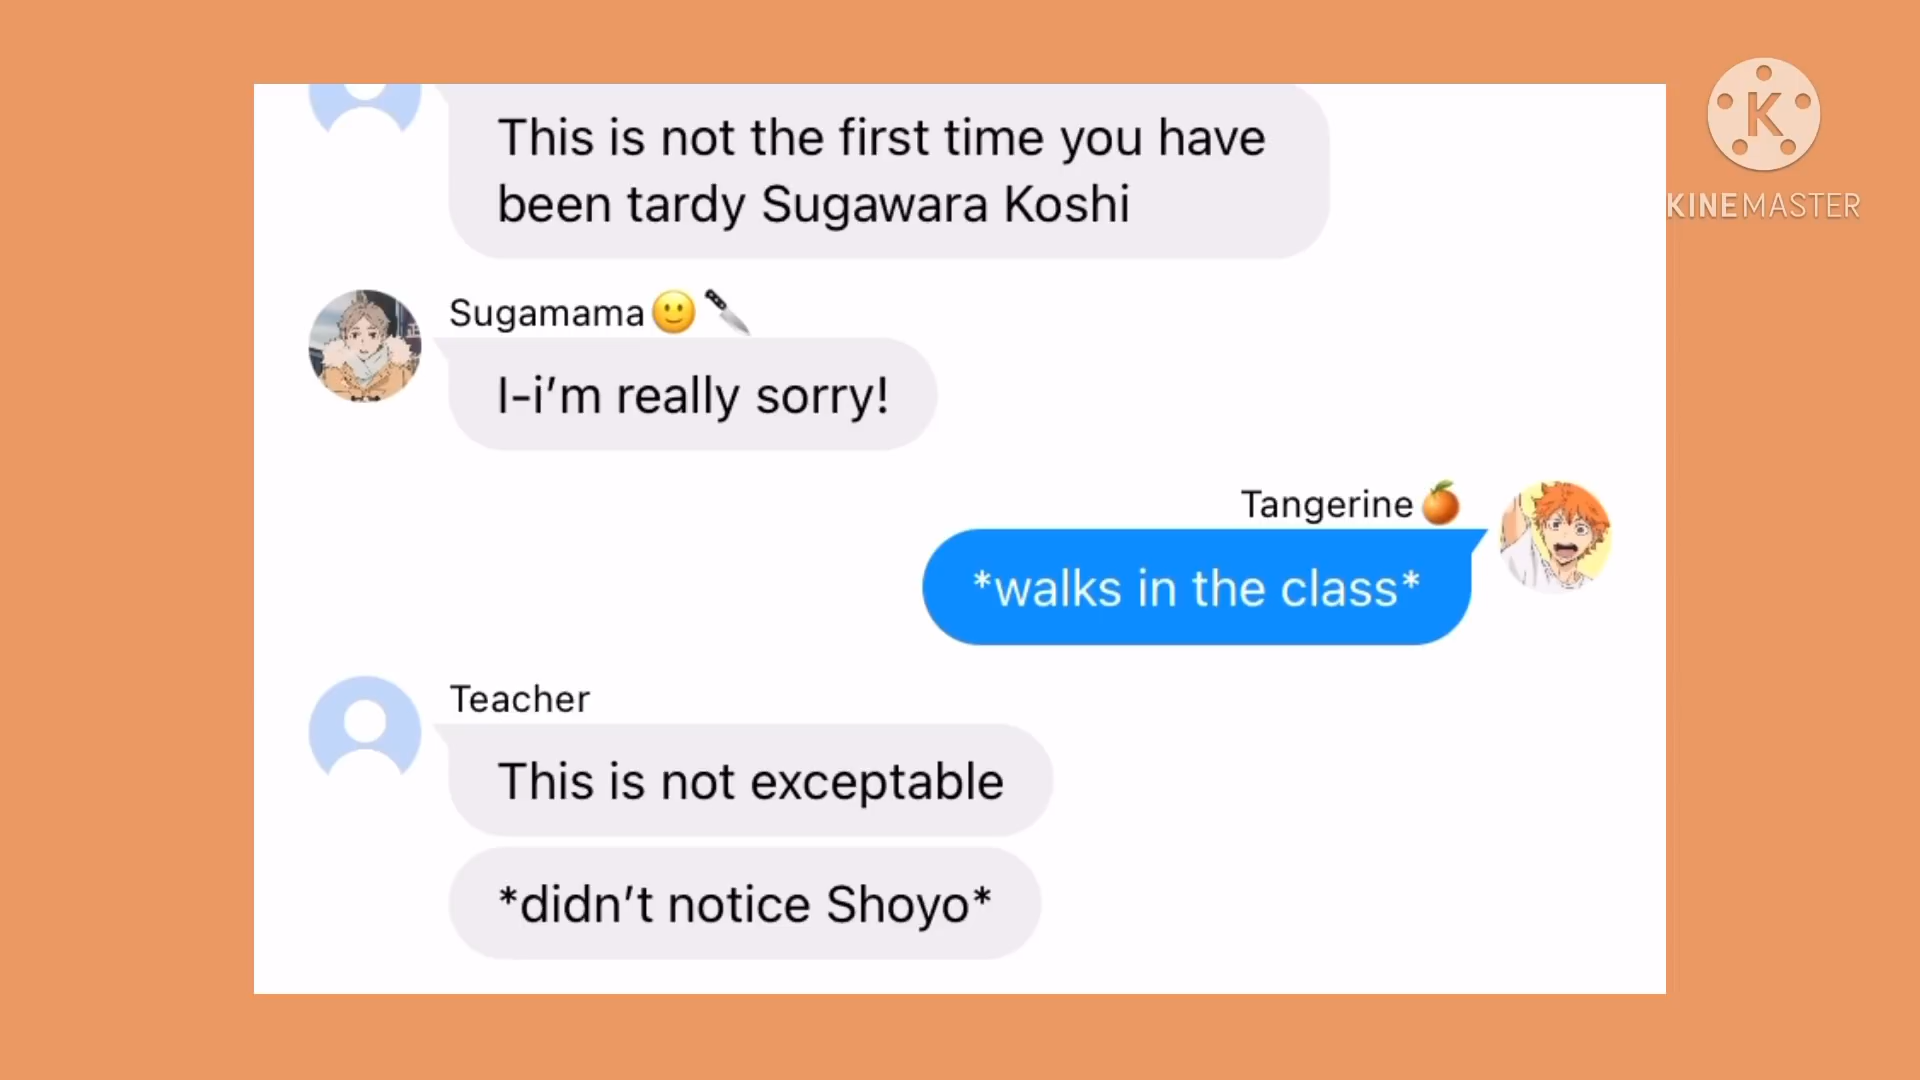 This is not the first time you have
been tardy Sugawara Koshi
Sugamama🙂🔪
I-i’m really sorry!
Tangerine🍊
*walks in the class*
Teacher
This is not exceptable
*didn’t notice Shoyo*
K
KINEMASTER